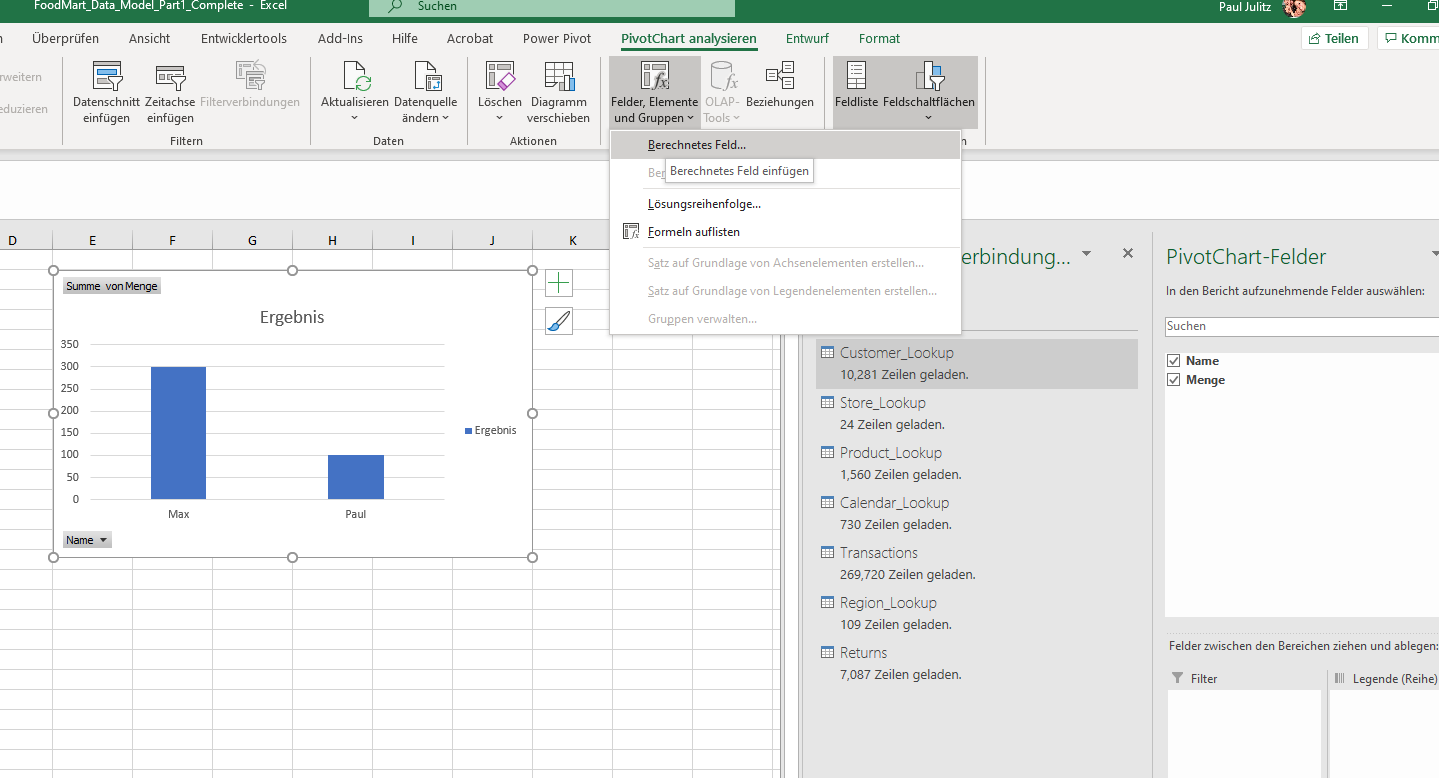 FoodMart_Data_Model_Part1_Complete - Excel
Suchen
Paul Julitz
Überprüfen Ansicht Entwicklertools Add-Ins Hilfe Acrobat Power Pivot PivotChart analysieren Entwurf Format
Teilen
Komm
rweitern
eduzieren
Datenschnitt einfügen
Zeitachse einfügen
Filterverbindungen
Filtern
Aktualisieren
Datenquelle ändern
Daten
Löschen
Diagramm verschieben
Aktionen
Felder, Elemente und Gruppen
OLAP-Tools
Beziehungen
Feldliste
Feldschaltflächen
n
Berechnetes Feld...
Be
Berechnetes Feld einfügen
Lösungsreihenfolge...
Formeln auflisten
Satz auf Grundlage von Achsenelementen erstellen...
Satz auf Grundlage von Legendenelementen erstellen...
Gruppen verwalten...
D E F G H I J K
Summe von Menge
Ergebnis
350
300
250
200
150
100
50
0
Max Paul
Ergebnis
Name
erbindung...
Customer_Lookup
10,281 Zeilen geladen.
Store_Lookup
24 Zeilen geladen.
Product_Lookup
1,560 Zeilen geladen.
Calendar_Lookup
730 Zeilen geladen.
Transactions
269,720 Zeilen geladen.
Region_Lookup
109 Zeilen geladen.
Returns
7,087 Zeilen geladen.
PivotChart-Felder
In den Bericht aufzunehmende Felder auswählen:
Suchen
Name
Menge
Felder zwischen den Bereichen ziehen und ablegen:
Filter
Legende (Reihe)